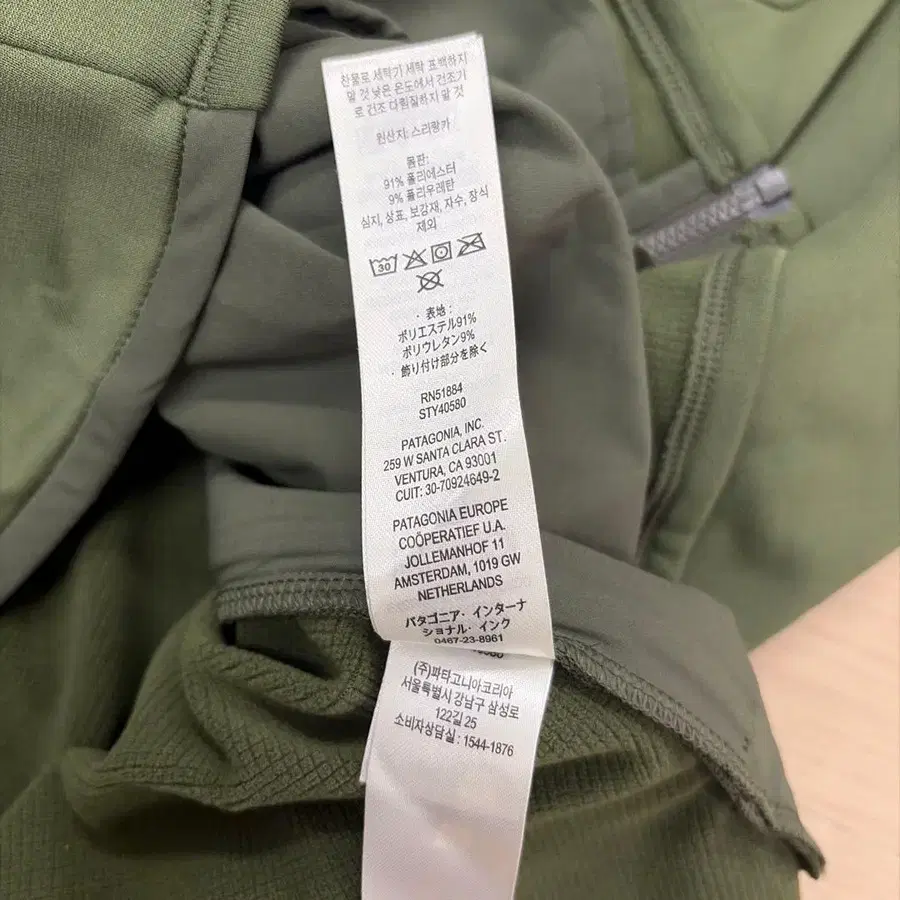 찬물로 세탁기 세탁 표백하지
말 것 낮은 온도에서 건조기
로 건조 다림질하지 말 것
원산지: 스리랑카
몸판:
91% 폴리에스터
9% 폴리우레탄
심지, 상표, 보강재, 자수, 장식
제외
30
· 表地 :
ポリエステル91%
ポリウレタン9%
· 飾り付け部分を除く
RN51884
STY40580
PATAGONIA, INC.
259 W SANTA CLARA ST.
VENTURA, CA 93001
CUIT: 30-70924649-2
PATAGONIA EUROPE
COÖPERATIEF U.A.
JOLLEMANHOF 11
AMSTERDAM, 1019 GW
NETHERLANDS
パタゴニア· インターナ
ショナル· インク
0467-23-8961
(주)파타고니아코리아
서울특별시 강남구 삼성로
122길 25
소비자상담실 : 1544-1876